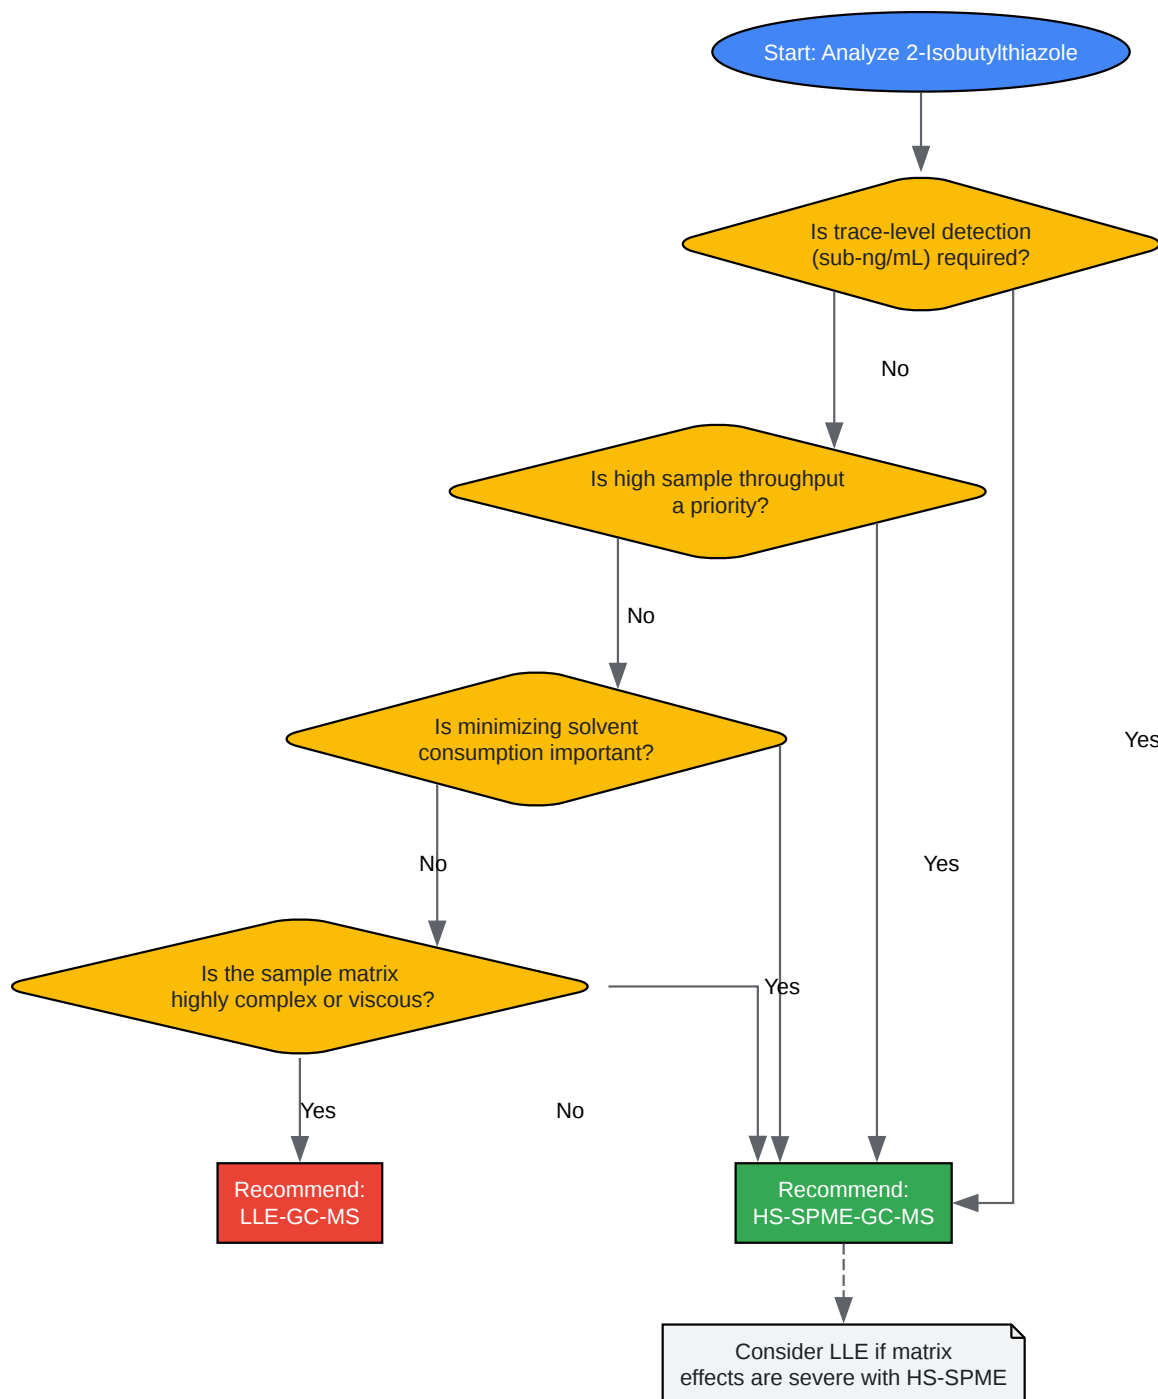 Start: Analyze 2-Isobutylthiazole
Is trace-level detection
(sub-ng/mL) required?
No
Is high sample throughput
a priority?
No
Is minimizing solvent
consumption important?
Yes
No
Yes
Is the sample matrix
highly complex or viscous?
Yes
Yes
No
Recommend:
LLE-GC-MS
Recommend:
HS-SPME-GC-MS
Consider LLE if matrix
effects are severe with HS-SPME